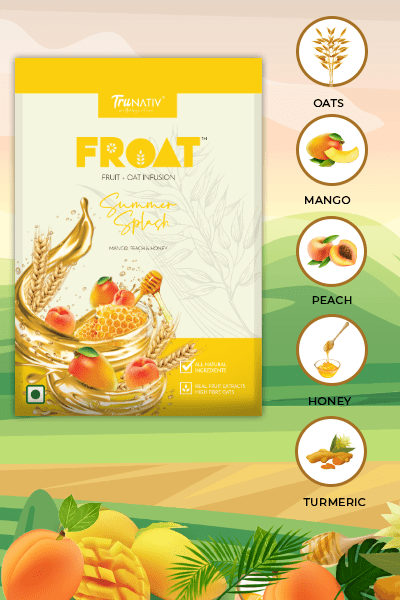 TRUNATIV
FROAT™
FRUIT + OAT INFUSION
Summer
Splash
MANGO, PEACH & HONEY
ALL NATURAL
INGREDIENTS
REAL FRUIT EXTRACTS
HIGH FIBRE OATS
OATS
MANGO
PEACH
HONEY
TURMERIC